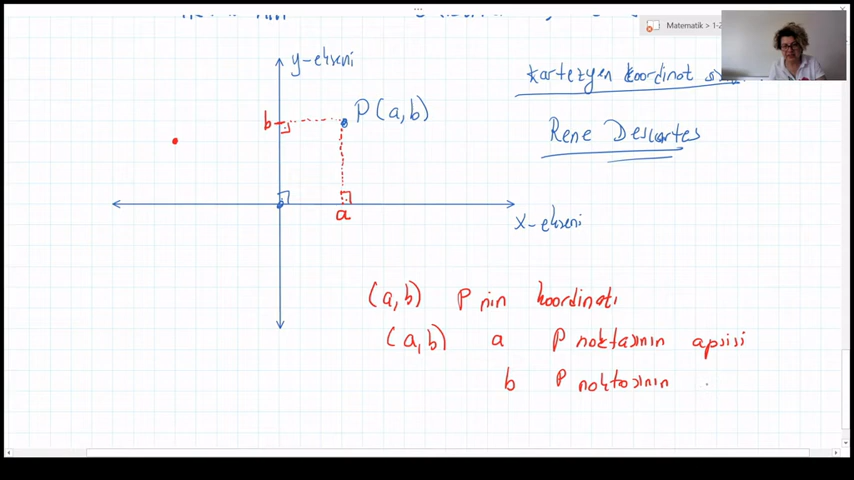 Matematik > 1-2
y-ekseni
kartezyen koordinat
b
P(a,b)
Rene Descartes
a
x-ekseni
(a,b) P nin koordinatı
(a,b) a P noktasının apsisi
b P noktasının